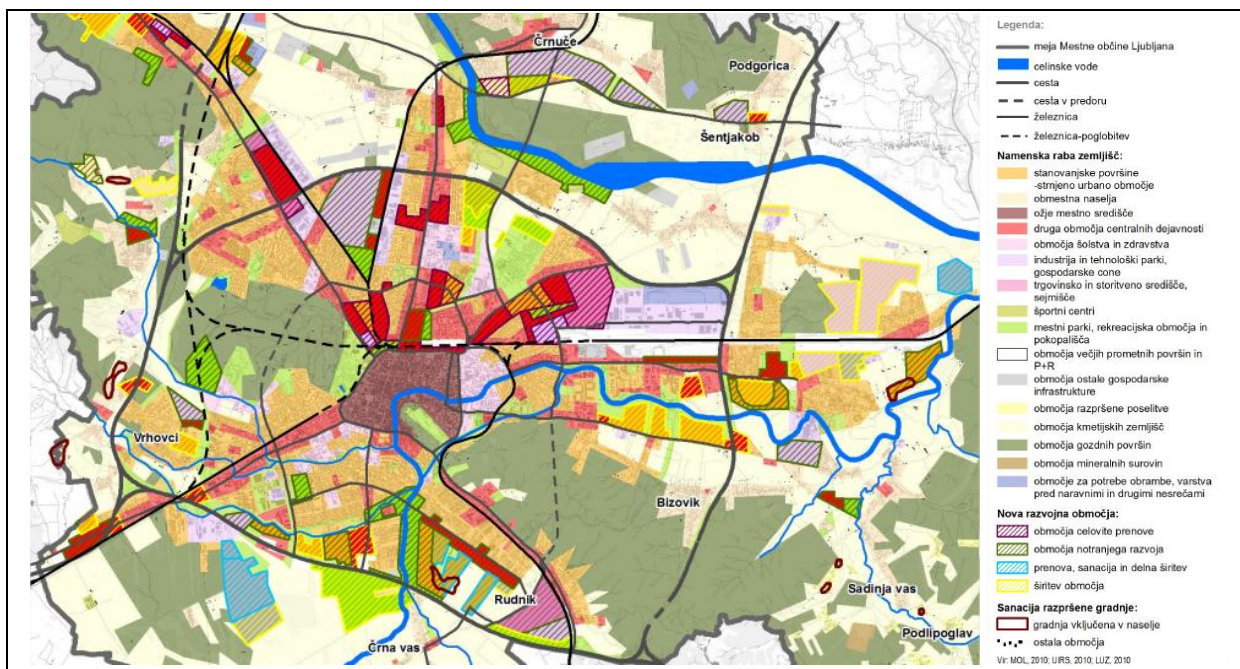 Črnuče
Podgorica
Šentjakob
Vrhovci
Bizovik
Rudnik
Sadinja vas
Črna vas
Podlipoglav
Legenda:
meja Mestne občine Ljubljana
celinske vode
cesta
cesta v predoru
železnica
železnica-poglobitev
Namenska raba zemljišč:
stanovanjske površine
-strnjeno urbano območje
obmestna naselja
ožje mestno središče
druga območja centralnih dejavnosti
območja šolstva in zdravstva
industrija in tehnološki parki,
gospodarske cone
trgovinsko in storitveno središče,
sejmišče
športni centri
mestni parki, rekreacijska območja in
pokopališča
območja večjih prometnih površin in
P+R
območja ostale gospodarske
infrastrukture
območja razpršene poselitve
območja kmetijskih zemljišč
območja gozdnih površin
območja mineralnih surovin
območje za potrebe obrambe, varstva
pred naravnimi in drugimi nesrečami
Nova razvojna območja:
območja celovite prenove
območja notranjega razvoja
prenova, sanacija in delna širitev
širitev območja
Sanacija razpršene gradnje:
gradnja vključena v naselje
ostala območja
Vir: MOL, 2010; UIRS, 2010; LUZ, 2010